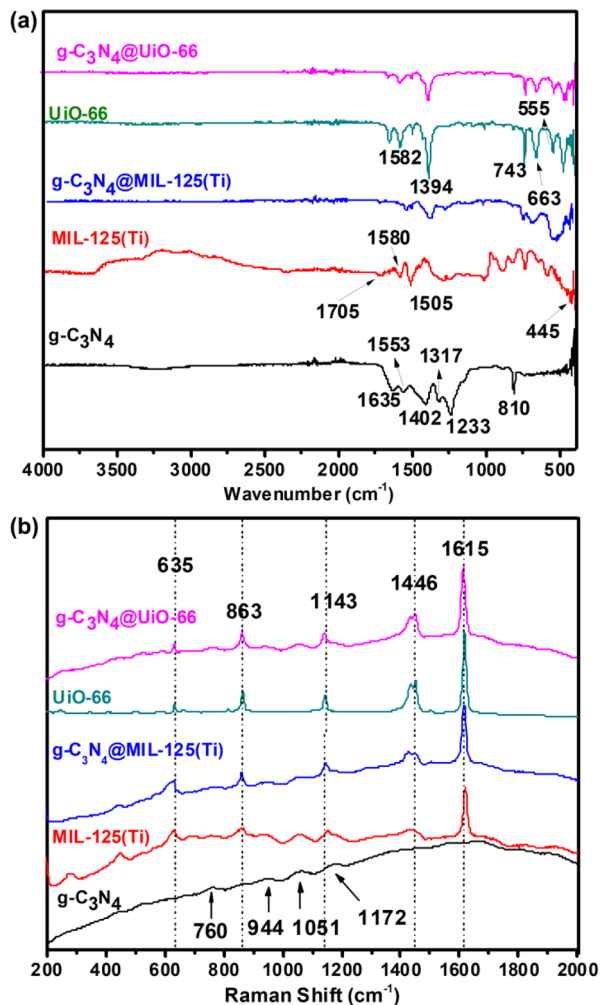 (a)
g-C3N4@UiO-66
UiO-66
555
1582
1394
743
663
g-C3N4@MIL-125(Ti)
MIL-125(Ti)
1580
1705
1505
445
g-C3N4
1553
1317
1635
1402
1233
810
4000 3500 3000 2500 2000 1500 1000 500
Wavenumber (cm-1)
(b)
635
863
1143
1446
1615
g-C3N4@UiO-66
UiO-66
g-C3N4@MIL-125(Ti)
MIL-125(Ti)
g-C3N4
760
944
1051
1172
200 400 600 800 1000 1200 1400 1600 1800 2000
Raman Shift (cm-1)